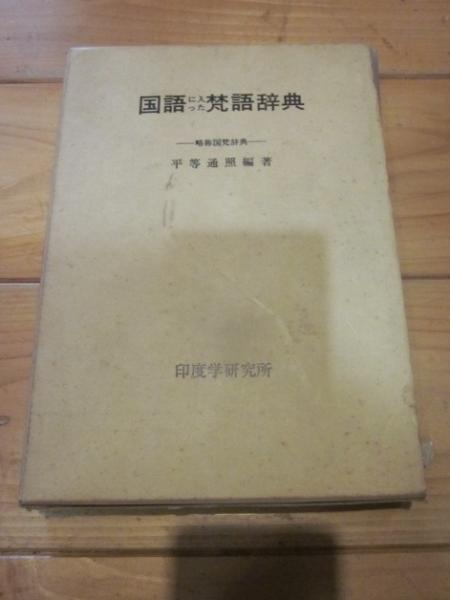 国語に入った梵語辞典
―略称国梵辞典―
平等通照編著
印度学研究所